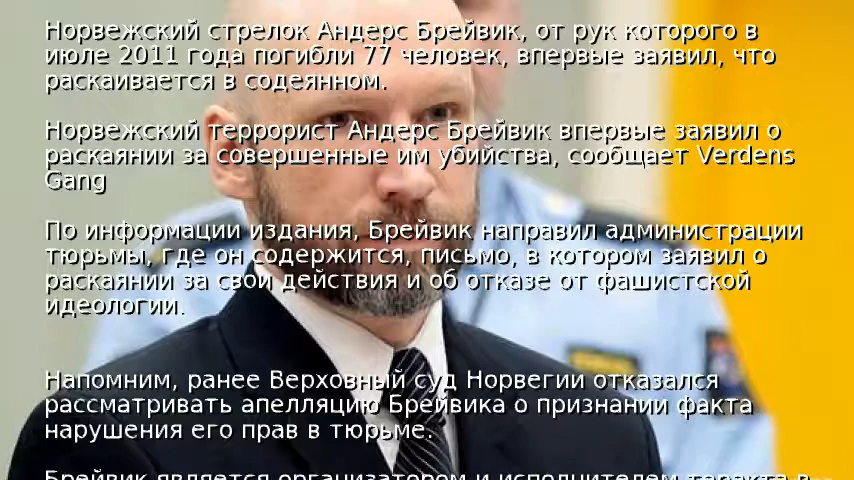 Норвежский стрелок Андерс Брейвик, от рук которого в
июле 2011 года погибли 77 человек, впервые заявил, что
раскаивается в содеянном.
Норвежский террорист Андерс Брейвик впервые заявил о
раскаянии за совершенные им убийства, сообщает Verdens
Gang
По информации издания, Брейвик направил администрации
тюрьмы, где он содержится, письмо, в котором заявил о
раскаянии за свои действия и об отказе от фашистской
идеологии.
Напомним, ранее Верховный суд Норвегии отказался
рассматривать апелляцию Брейвика о признании факта
нарушения его прав в тюрьме.
Брейвик является организатором и исполнителем теракта в